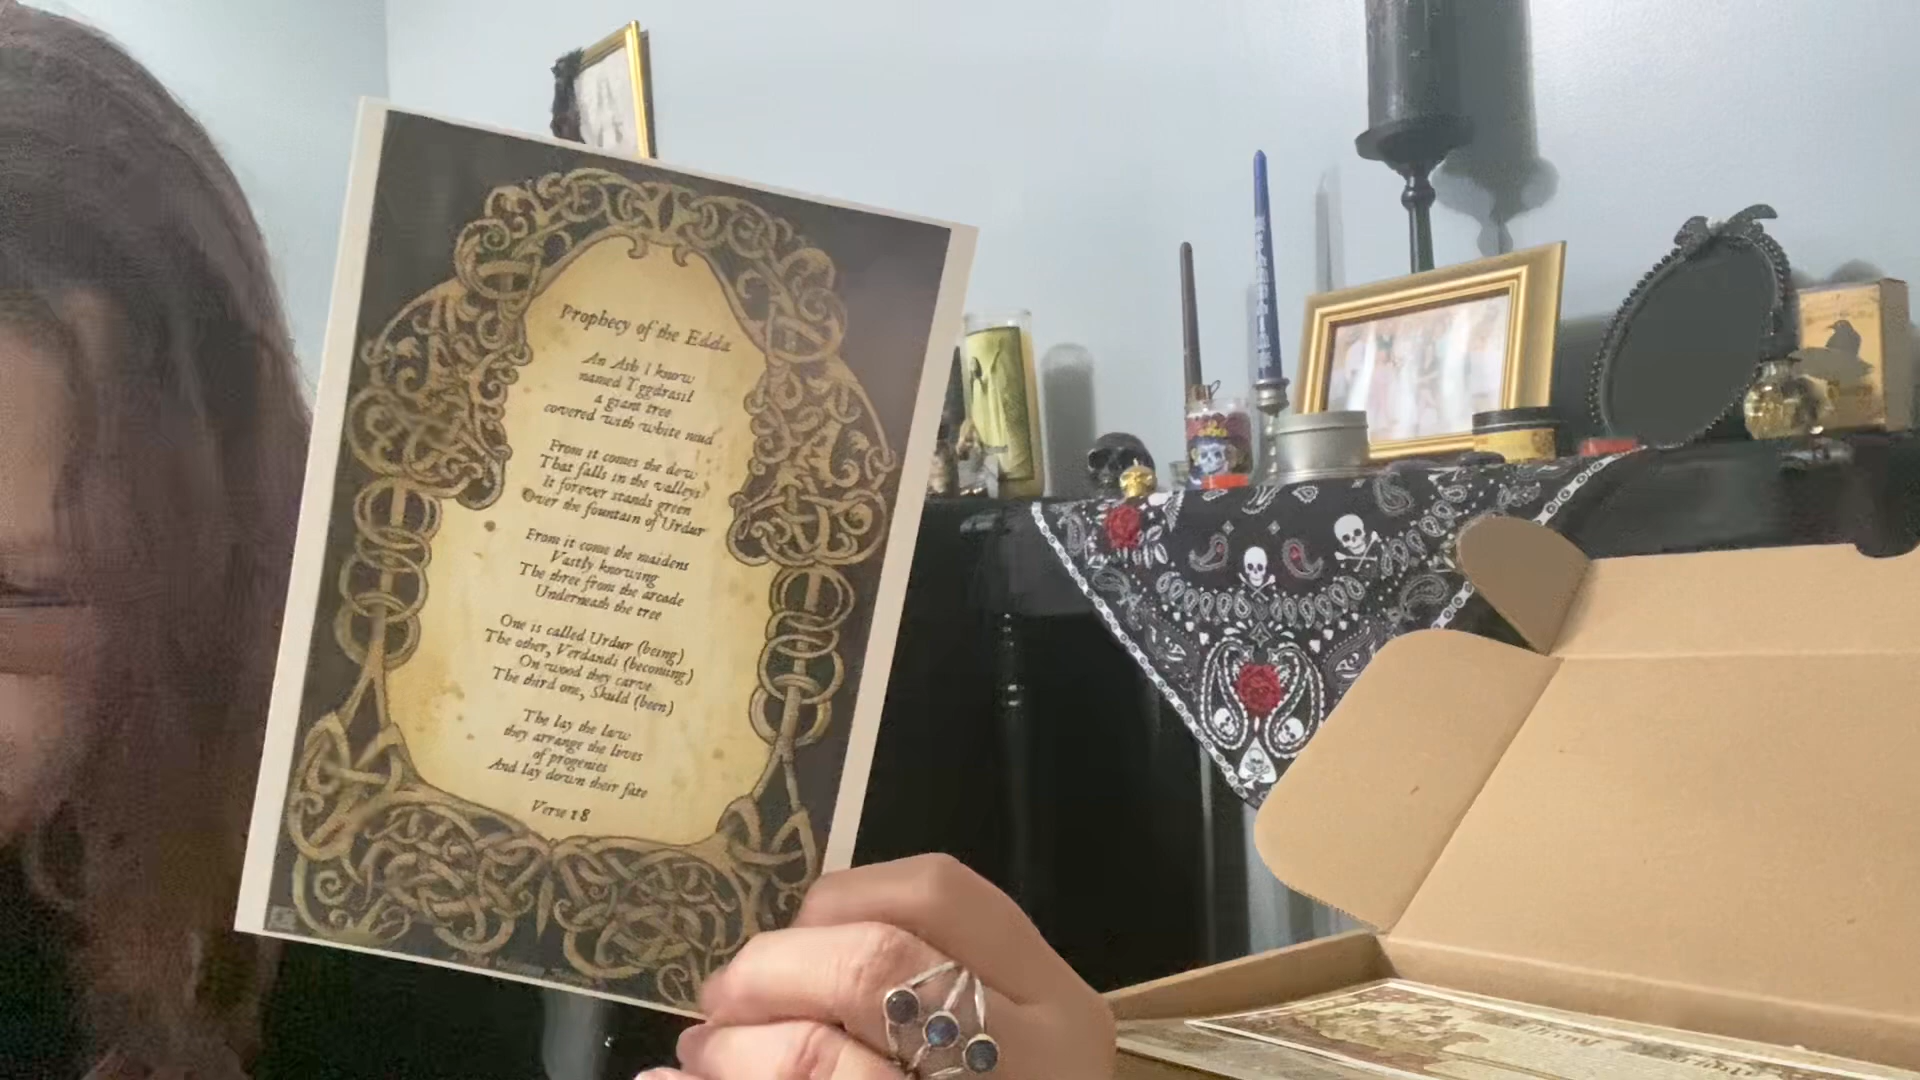 Prophecy of the Edda
An Ash I know
named Yggdrasil
a giant tree
covered with white mud
From it comes the dew
That falls in the valleys
It forever stands green
Over the fountain of Urdur
From it come the maidens
Vastly knowing
The three from the arcade
Underneath the tree
One is called Urdur (being)
The other, Verdandi (becoming)
On wood they carve
The third one, Skuld (been)
The lay the law
they arrange the lives
of progenies
And lay down their fate
Verse 18